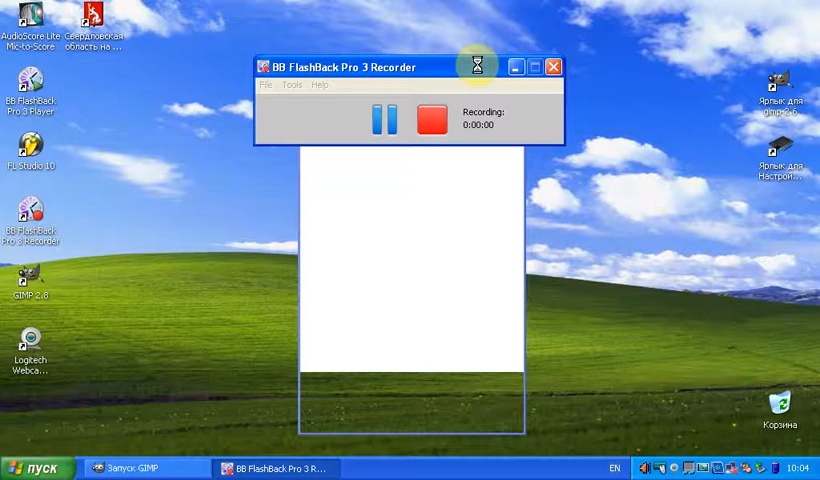 AudioScore Lite
Mic-to-Score
Свердловская
область на ...
BB FlashBack
Pro 3 Player
FL Studio 10
BB FlashBack
Pro 3 Recorder
GIMP 2.8
Logitech
Webca...
BB FlashBack Pro 3 Recorder
File Tools Help
Recording:
0:00:00
Ярлык для
gimp-2.6
Ярлык для
Настрой...
Корзина
пуск
Запуск GIMP
BB FlashBack Pro 3 R...
EN
10:04